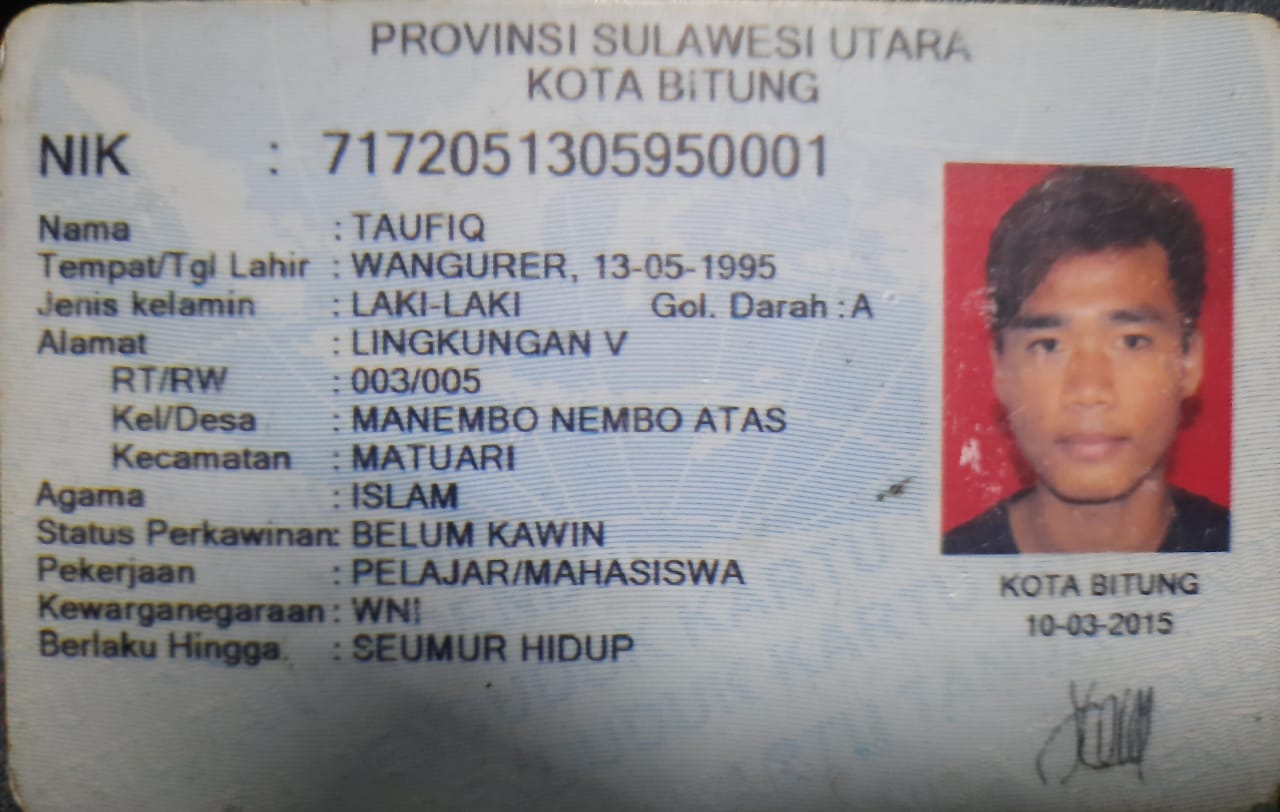 PROVINSI SULAWESI UTARA
KOTA BITUNG
NIK : 7172051305950001
Nama : TAUFIQ
Tempat/Tgl Lahir : WANGURER, 13-05-1995
Jenis kelamin : LAKI-LAKI Gol. Darah : A
Alamat : LINGKUNGAN V
RT/RW : 003/005
Kel/Desa : MANEMBO NEMBO ATAS
Kecamatan : MATUARI
Agama : ISLAM
Status Perkawinan: BELUM KAWIN
Pekerjaan : PELAJAR/MAHASISWA
Kewarganegaraan : WNI
Berlaku Hingga : SEUMUR HIDUP
KOTA BITUNG
10-03-2015